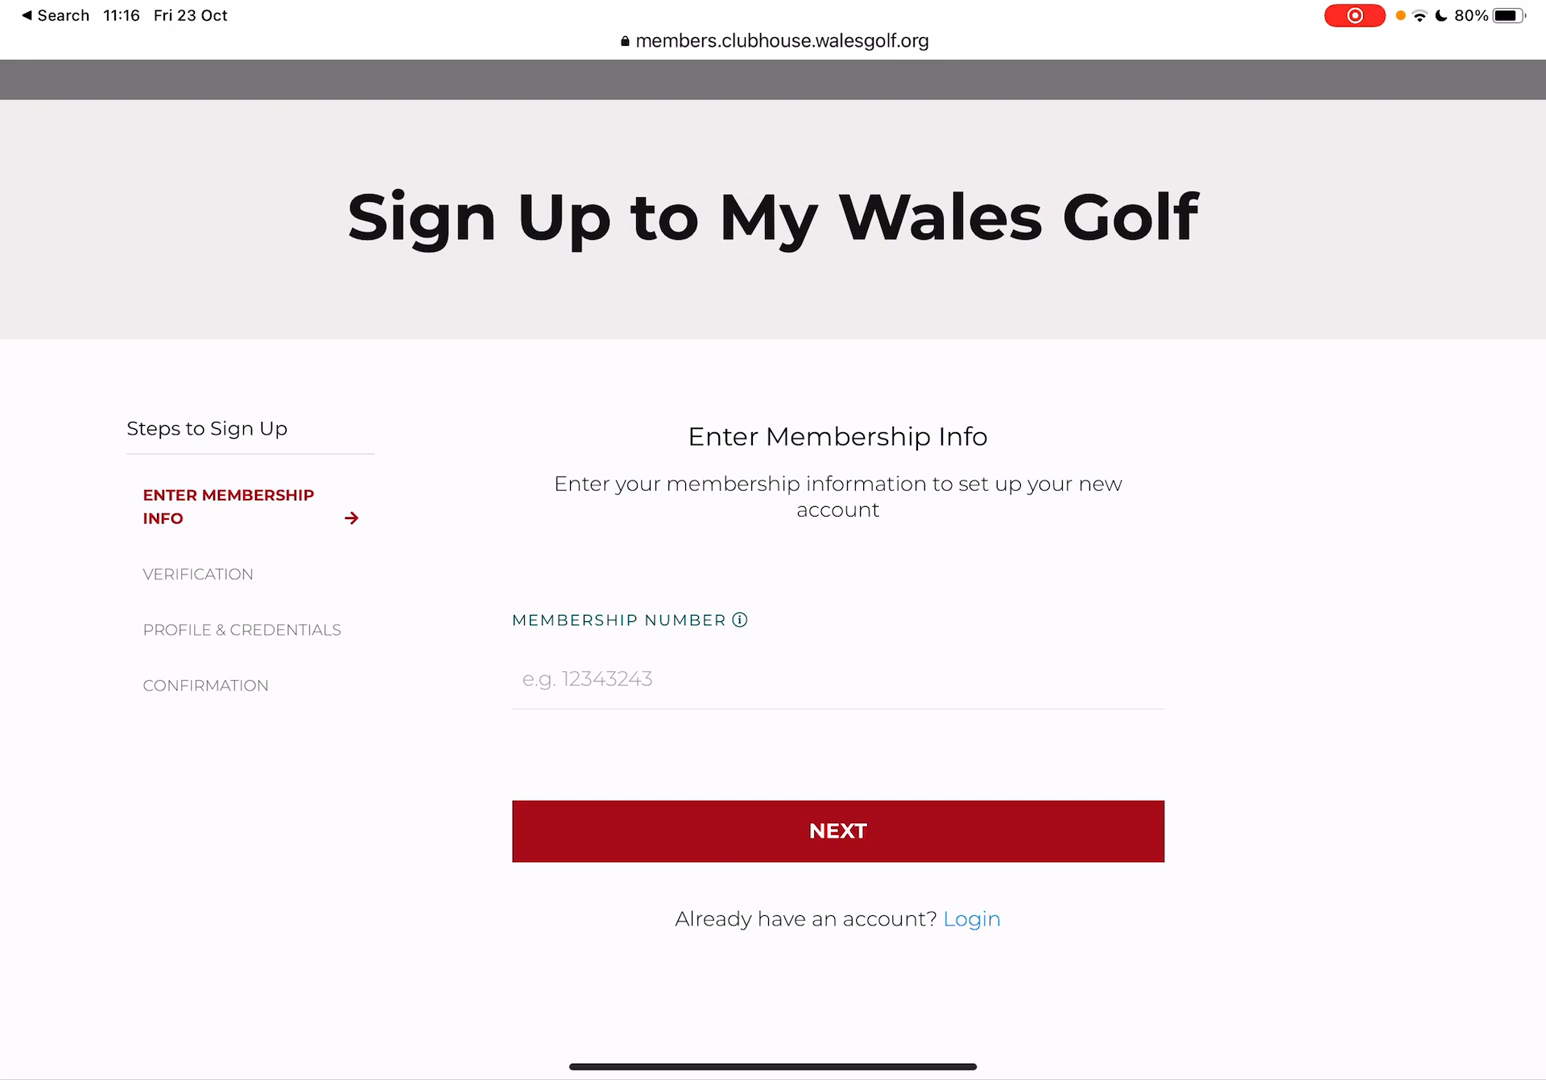 Search 11:16 Fri 23 Oct
80%
members.clubhouse.walesgolf.org
Sign Up to My Wales Golf
Steps to Sign Up
ENTER MEMBERSHIP
INFO
VERIFICATION
PROFILE & CREDENTIALS
CONFIRMATION
Enter Membership Info
Enter your membership information to set up your new
account
MEMBERSHIP NUMBER
e.g. 12343243
NEXT
Already have an account? Login